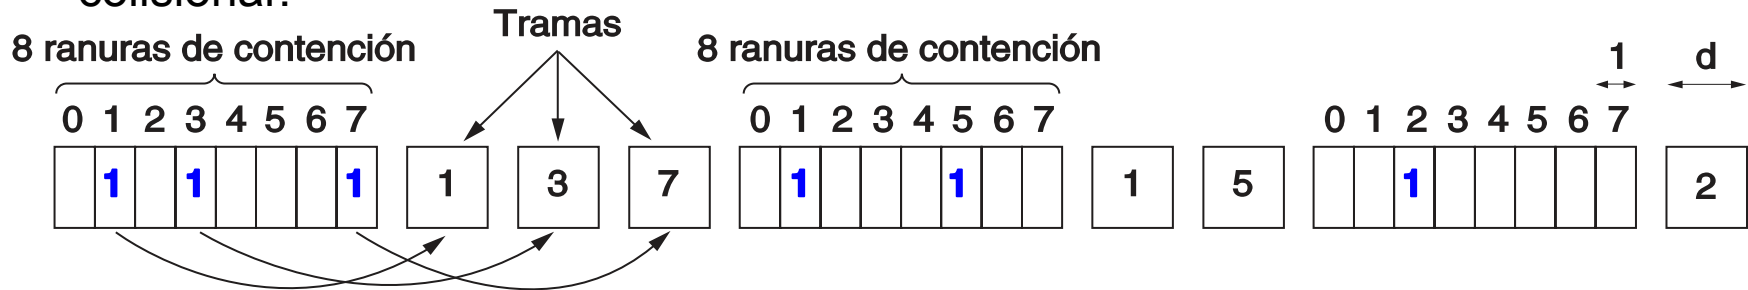 colisionar.
Tramas
8 ranuras de contención 8 ranuras de contención 1 d
0 1 2 3 4 5 6 7 0 1 2 3 4 5 6 7 0 1 2 3 4 5 6 7
1 1 1 1 3 7 1 1 1 5 1 2